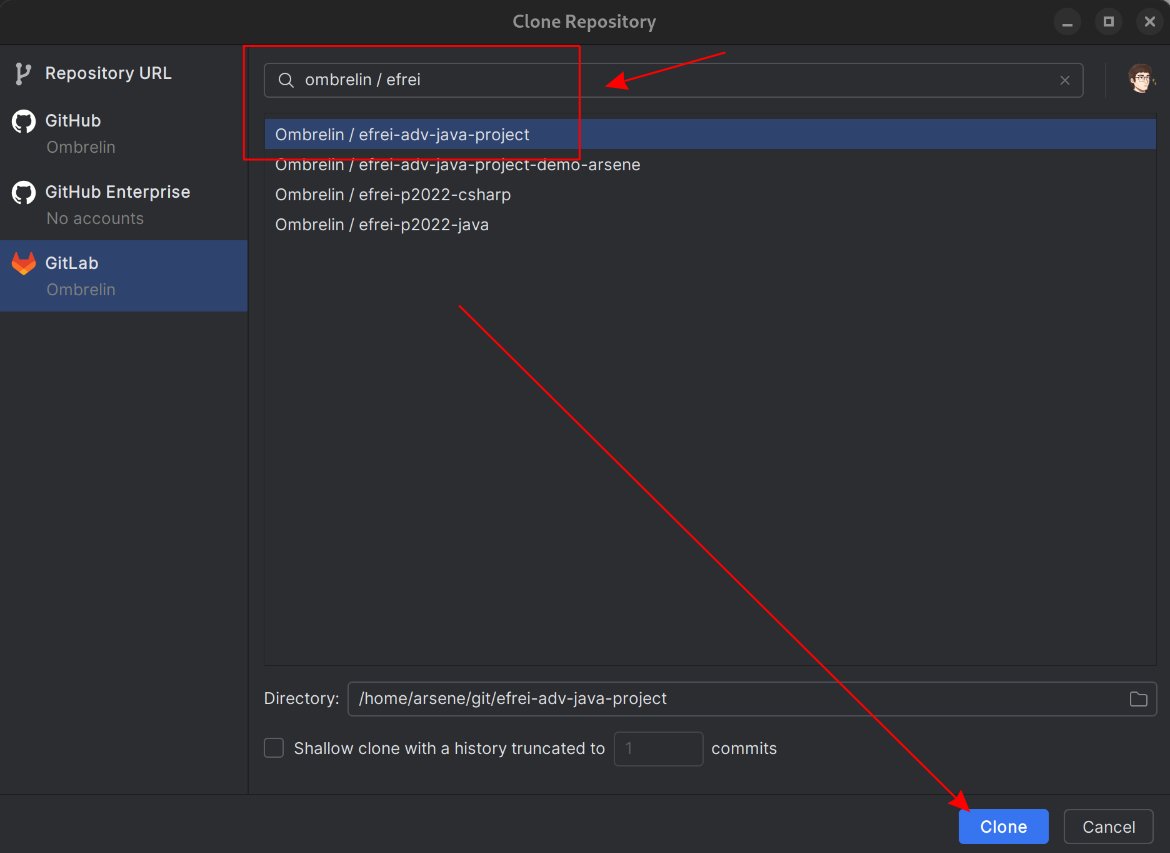 Clone Repository
Repository URL
GitHub
Ombrelin
GitHub Enterprise
No accounts
GitLab
Ombrelin
ombrelin / efrei
Ombrelin / efrei-adv-java-project
Ombrelin / efrei-adv-java-project-demo-arsene
Ombrelin / efrei-p2022-csharp
Ombrelin / efrei-p2022-java
Directory: /home/arsene/git/efrei-adv-java-project
Shallow clone with a history truncated to 1 commits
Clone Cancel